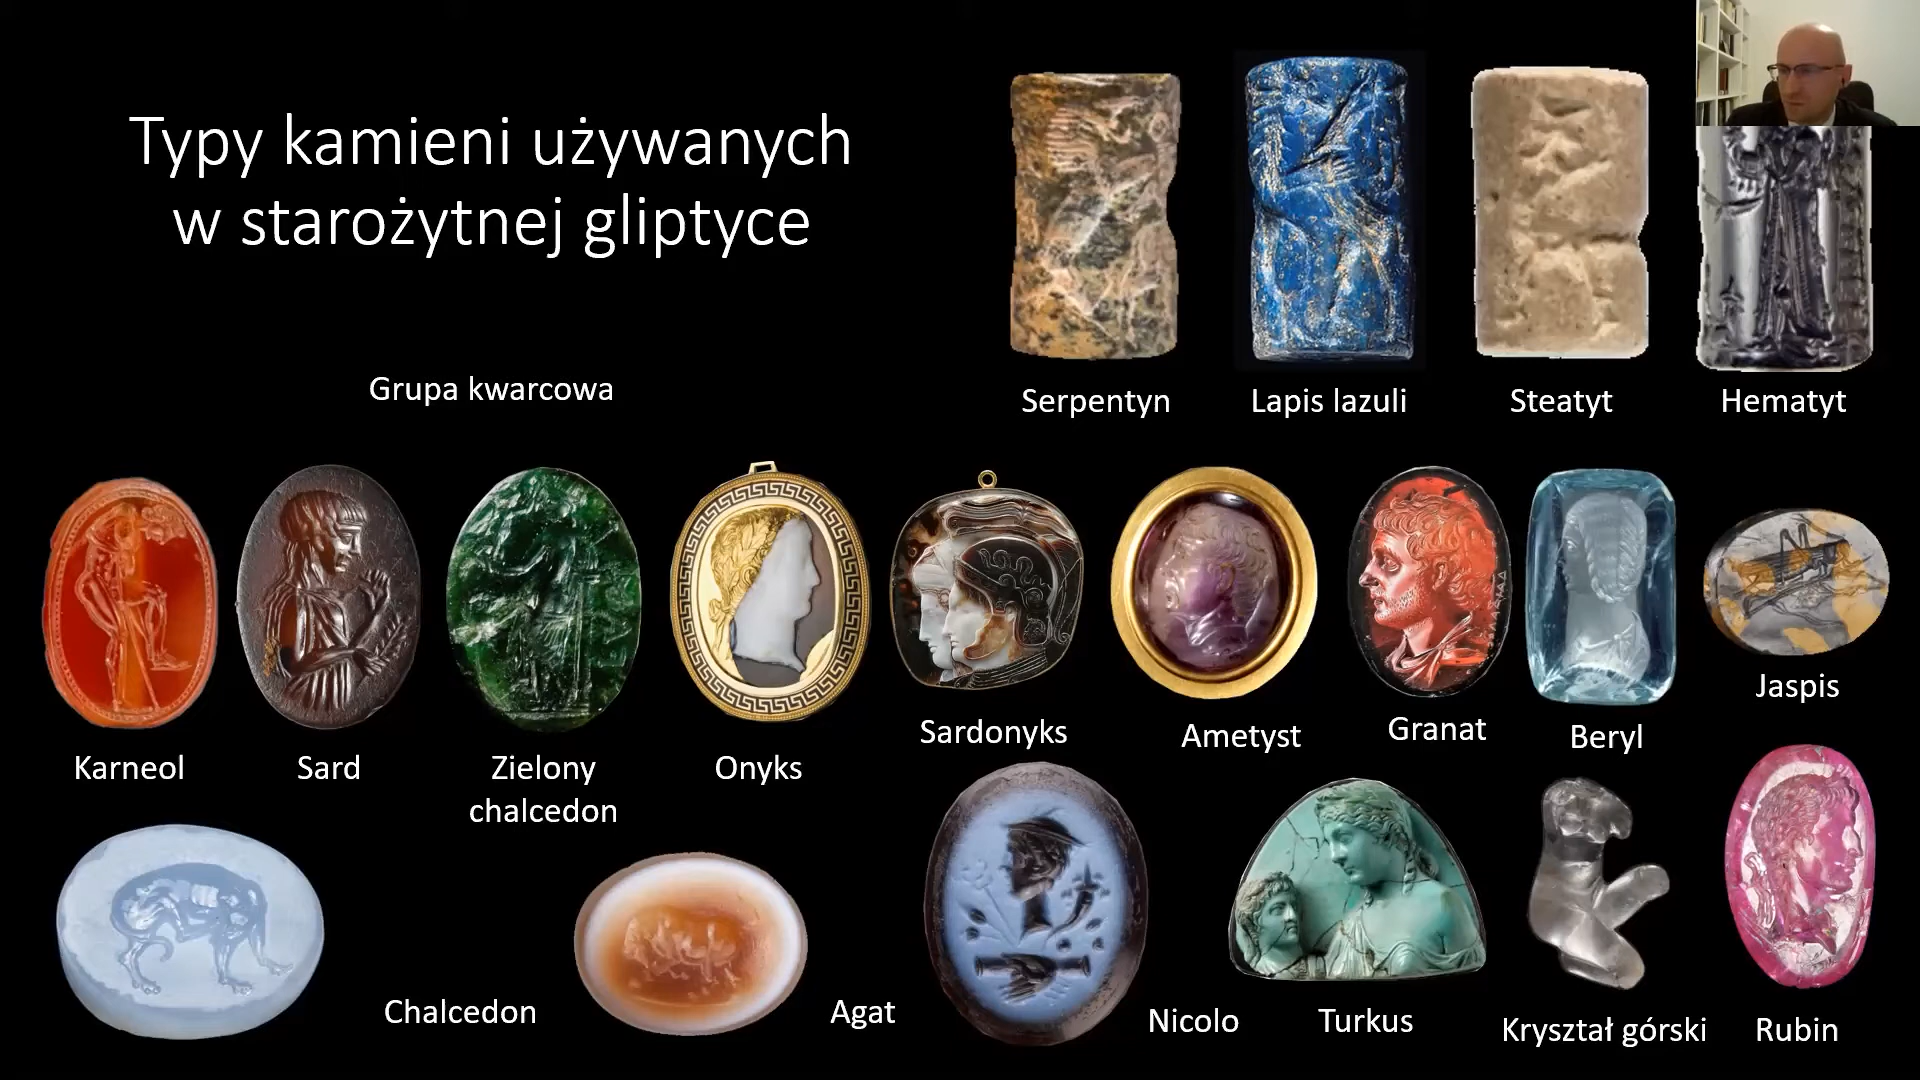 Typy kamieni używanych
w starożytnej gliptyce
Grupa kwarcowa
Serpentyn
Lapis lazuli
Steatyt
Hematyt
Karneol
Sard
Zielony
chalcedon
Onyks
Sardonyks
Ametyst
Granat
Beryl
Jaspis
Chalcedon
Agat
Nicolo
Turkus
Kryształ górski
Rubin